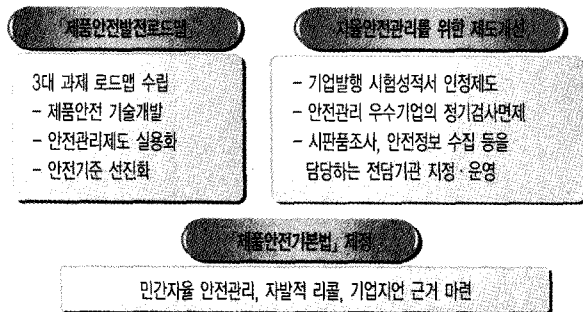 「제품안전발전로드맵」
3대 과제 로드맵 수립
- 제품안전 기술개발
- 안전관리제도 실용화
- 안전기준 선진화
자율안전관리를 위한 제도개선
- 기업발행 시험성적서 인정제도
- 안전관리 우수기업의 정기검사면제
- 시판품조사, 안전정보 수집 등을
담당하는 전담기관 지정·운영
「제품안전기본법」 제정
민간자율 안전관리, 자발적 리콜, 기업지언 근거 마련